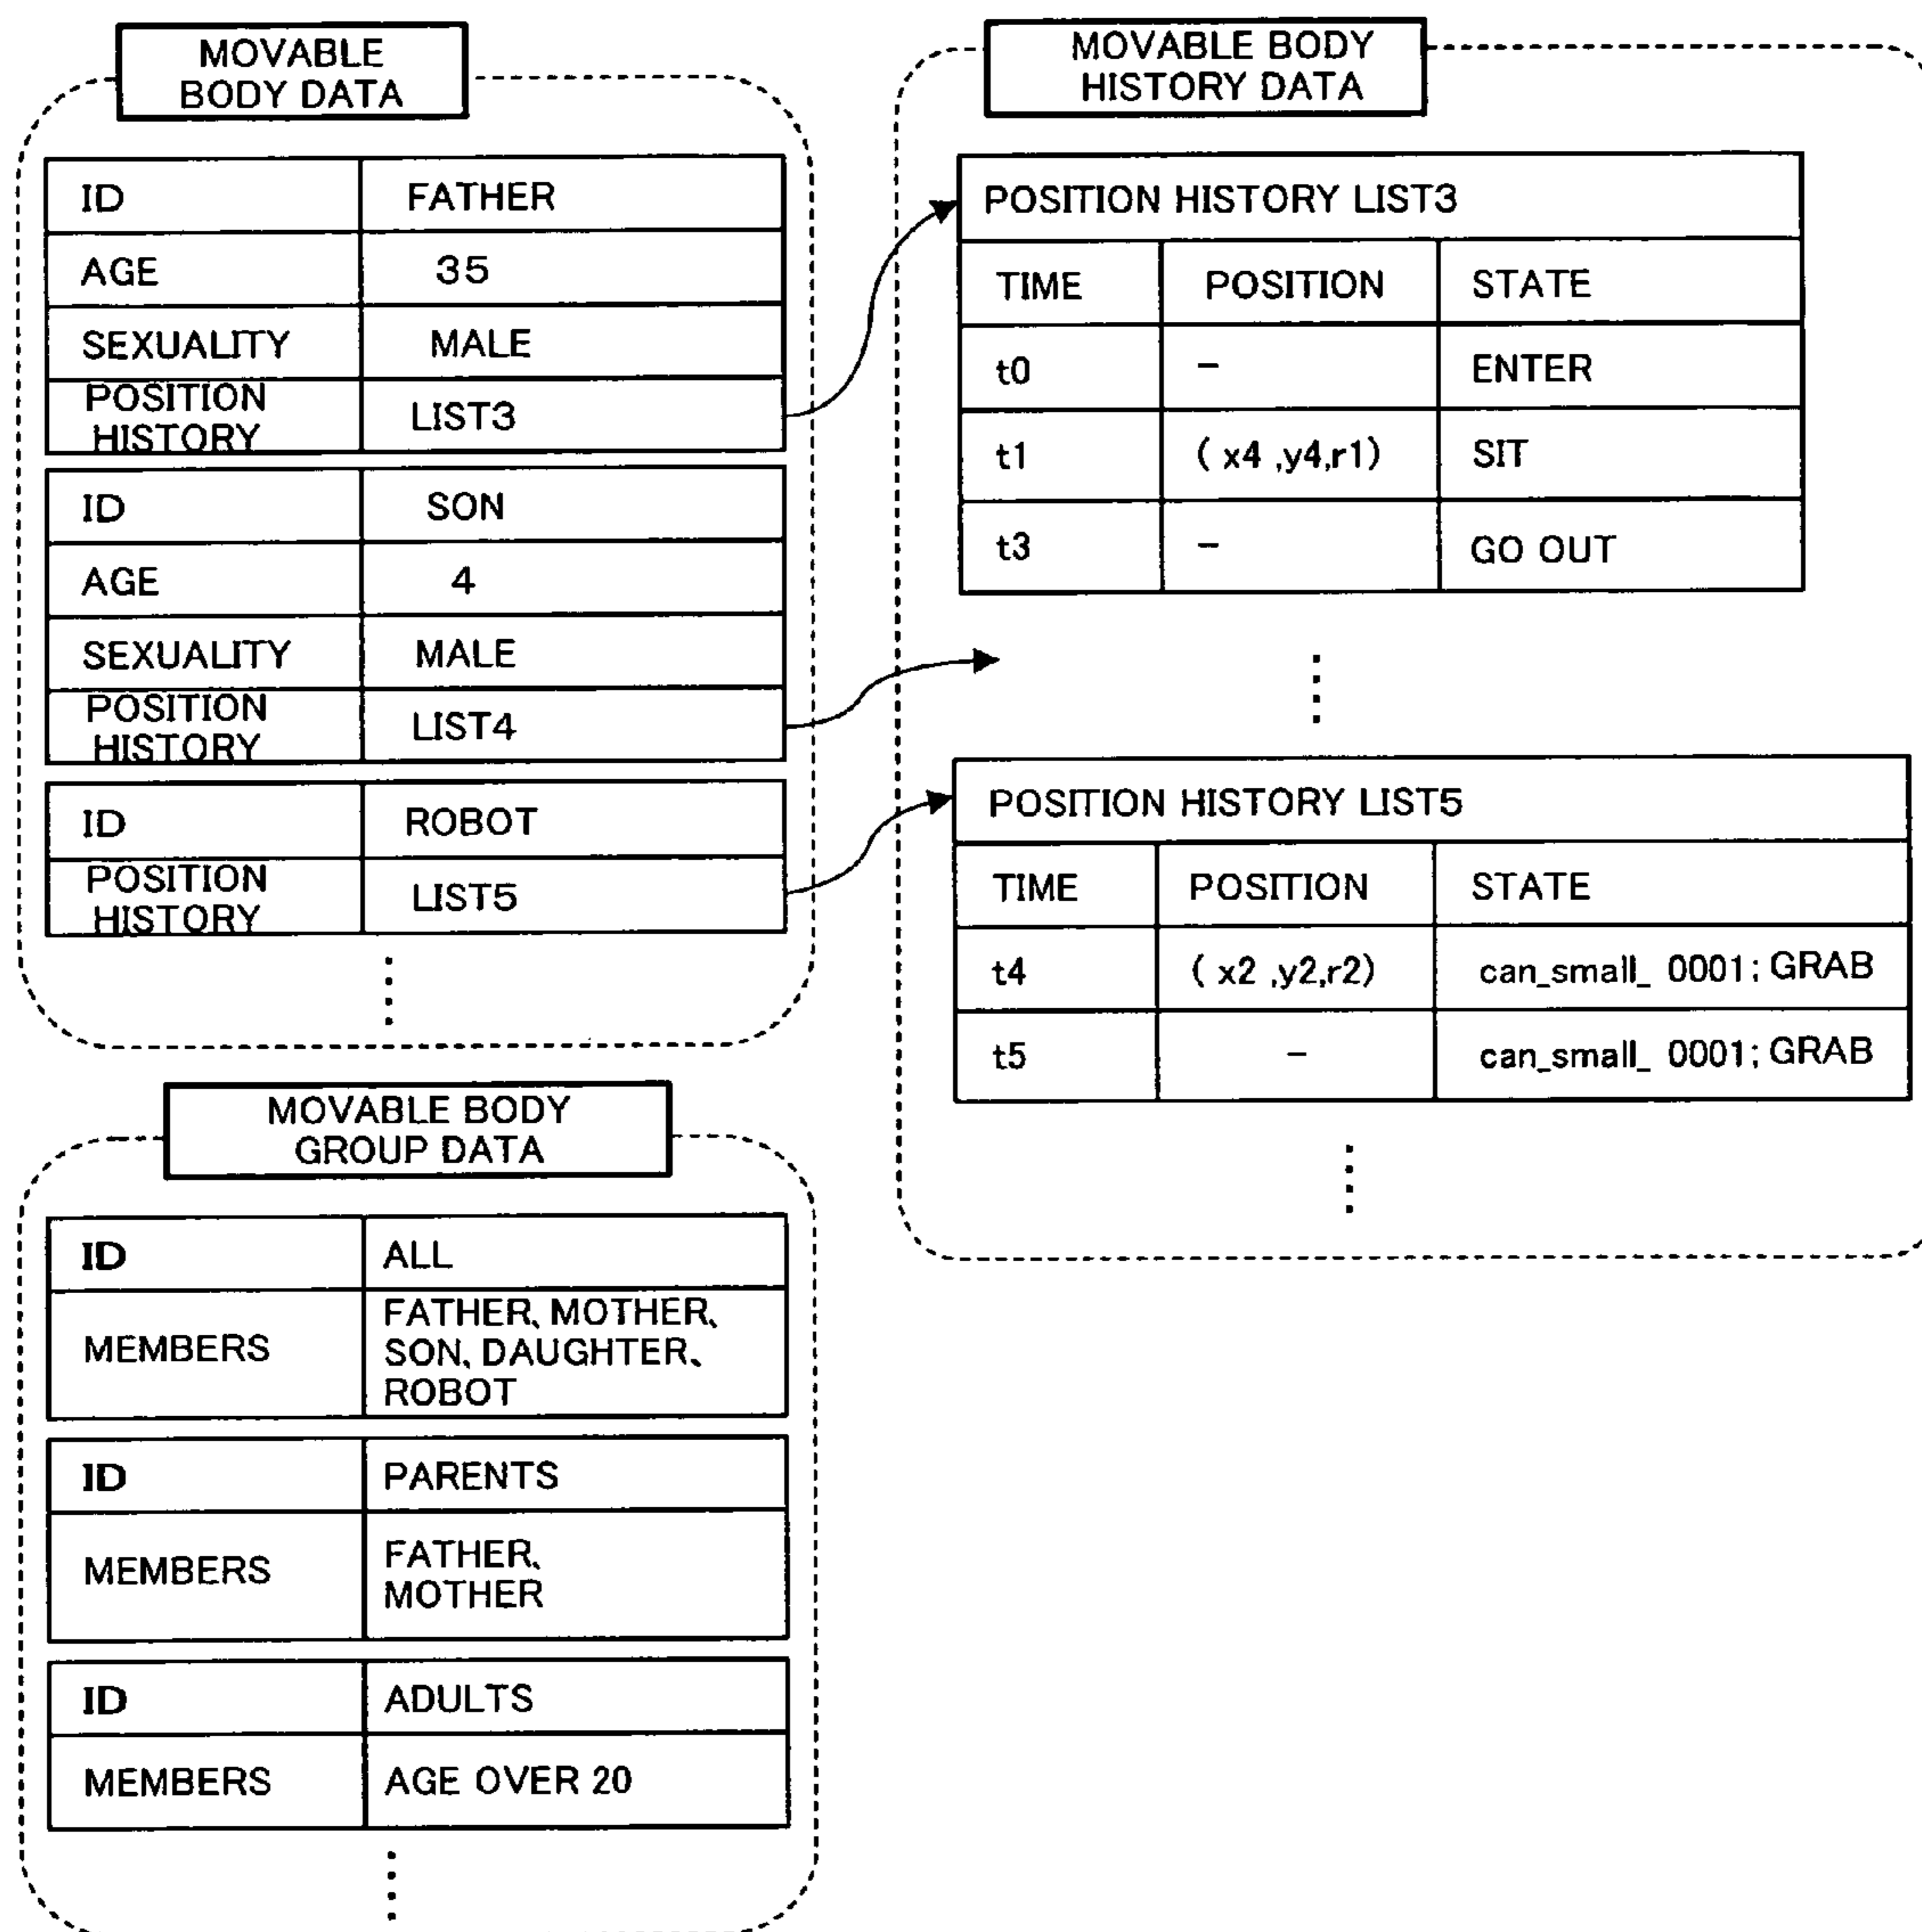 MOVABLE
BODY DATA
ID FATHER
AGE 35
SEXUALITY MALE
POSITION
HISTORY LIST3
ID SON
AGE 4
SEXUALITY MALE
POSITION
HISTORY LIST4
ID ROBOT
POSITION
HISTORY LIST5
MOVABLE BODY
HISTORY DATA
POSITION HISTORY LIST3
TIME POSITION STATE
t0 – ENTER
t1 ( x4 ,y4,r1) SIT
t3 – GO OUT
POSITION HISTORY LIST5
TIME POSITION STATE
t4 ( x2 ,y2,r2) can_small_ 0001; GRAB
t5 – can_small_ 0001; GRAB
MOVABLE BODY
GROUP DATA
ID ALL
MEMBERS FATHER、MOTHER、
SON、DAUGHTER、
ROBOT
ID PARENTS
MEMBERS FATHER、
MOTHER
ID ADULTS
MEMBERS AGE OVER 20